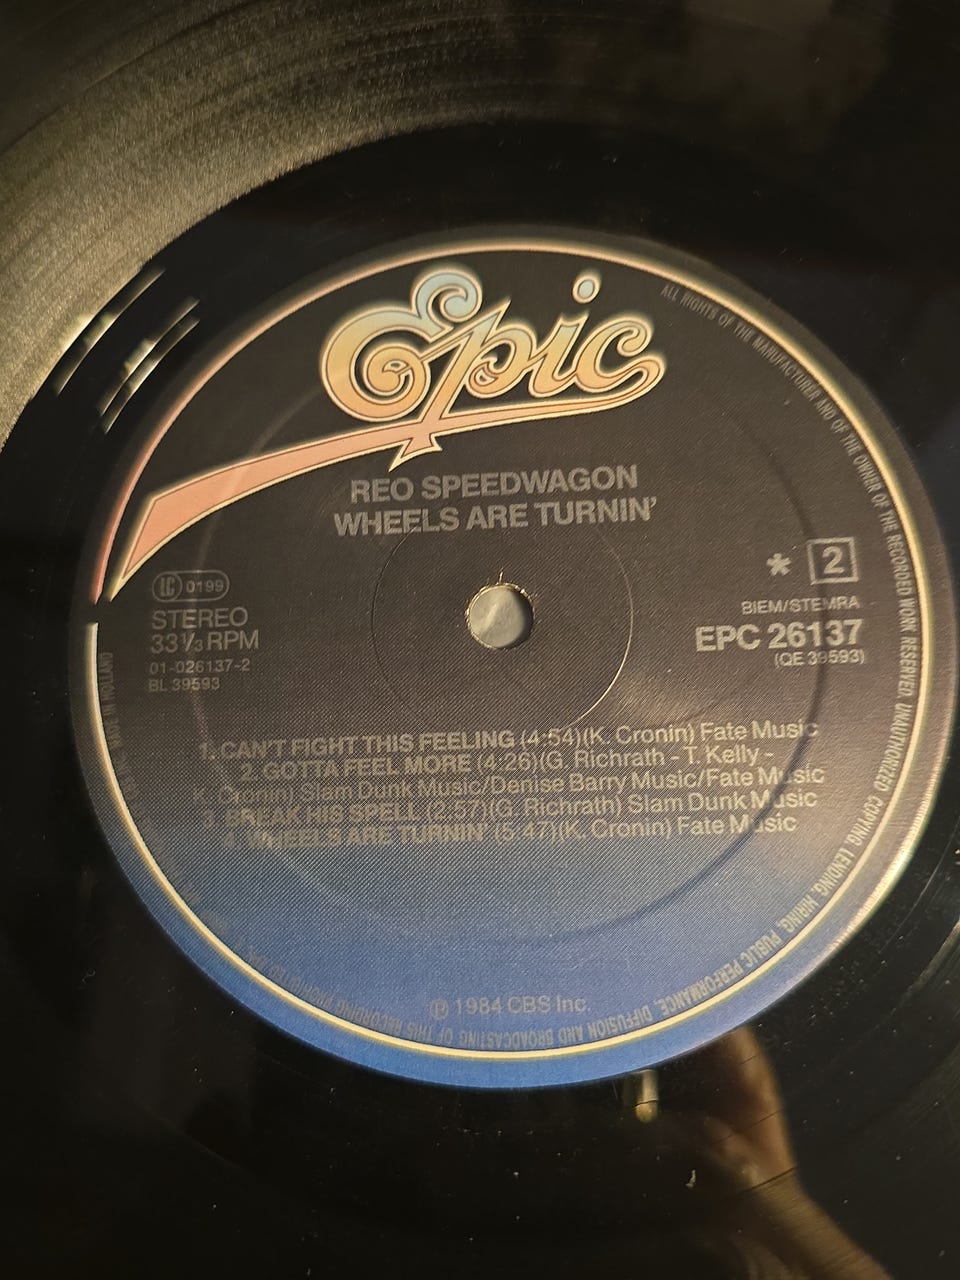 Epic
REO SPEEDWAGON
WHEELS ARE TURNIN'
LC 0199
STEREO
33⅓ RPM
01-026137-2
BL 39593
* 2
BIEM/STEMRA
EPC 26137
(QE 39593)
1. CAN'T FIGHT THIS FEELING (4:54)(K. Cronin) Fate Music
2. GOTTA FEEL MORE (4:26)(G. Richrath - T. Kelly -
K. Cronin) Slam Dunk Music/Denise Barry Music/Fate Music
3. BREAK HIS SPELL (2:57)(G. Richrath) Slam Dunk Music
4. WHEELS ARE TURNIN' (5:47)(K. Cronin) Fate Music
℗ 1984 CBS Inc.
ALL RIGHTS OF THE MANUFACTURER AND OF THE OWNER OF THE RECORDED WORK RESERVED. UNAUTHORIZED COPYING, LENDING, HIRING, PUBLIC PERFORMANCE, DIFFUSION AND BROADCASTING OF THIS RECORDING PROHIBITED
MADE IN HOLLAND